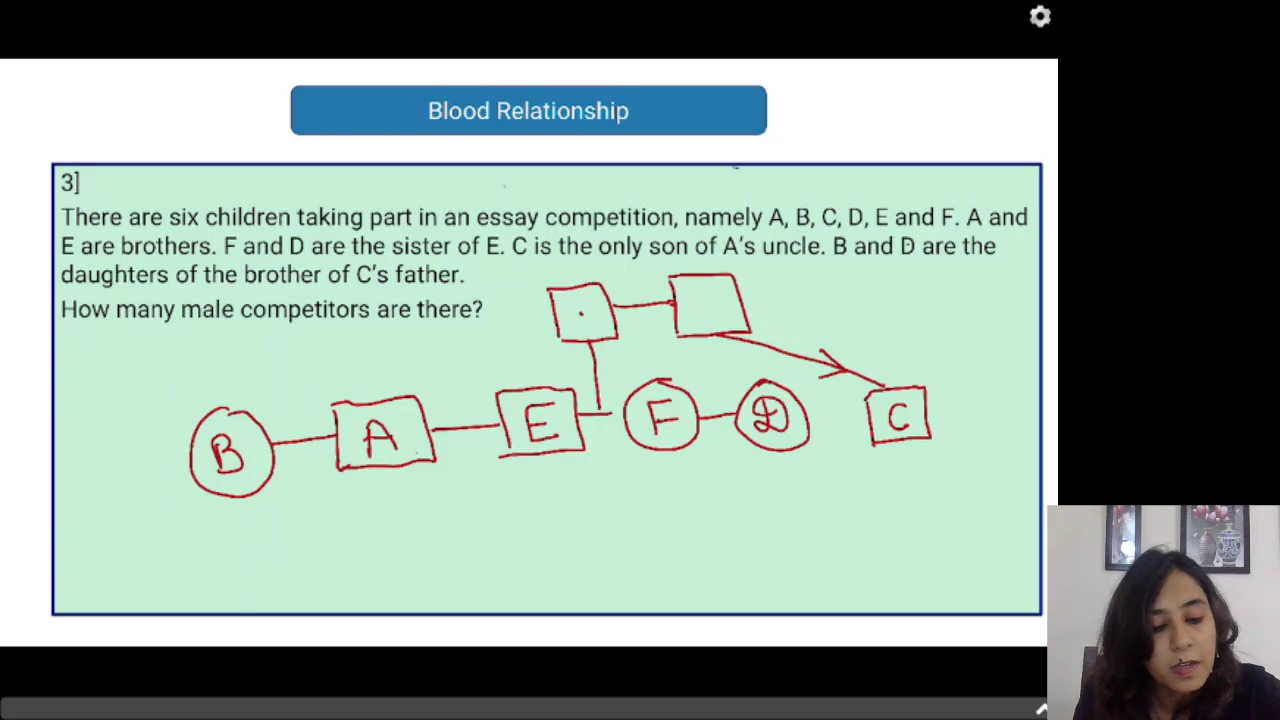 Blood Relationship
3]
There are six children taking part in an essay competition, namely A, B, C, D, E and F. A and
E are brothers. F and D are the sister of E. C is the only son of A's uncle. B and D are the
daughters of the brother of C's father.
How many male competitors are there?
B A E F D C